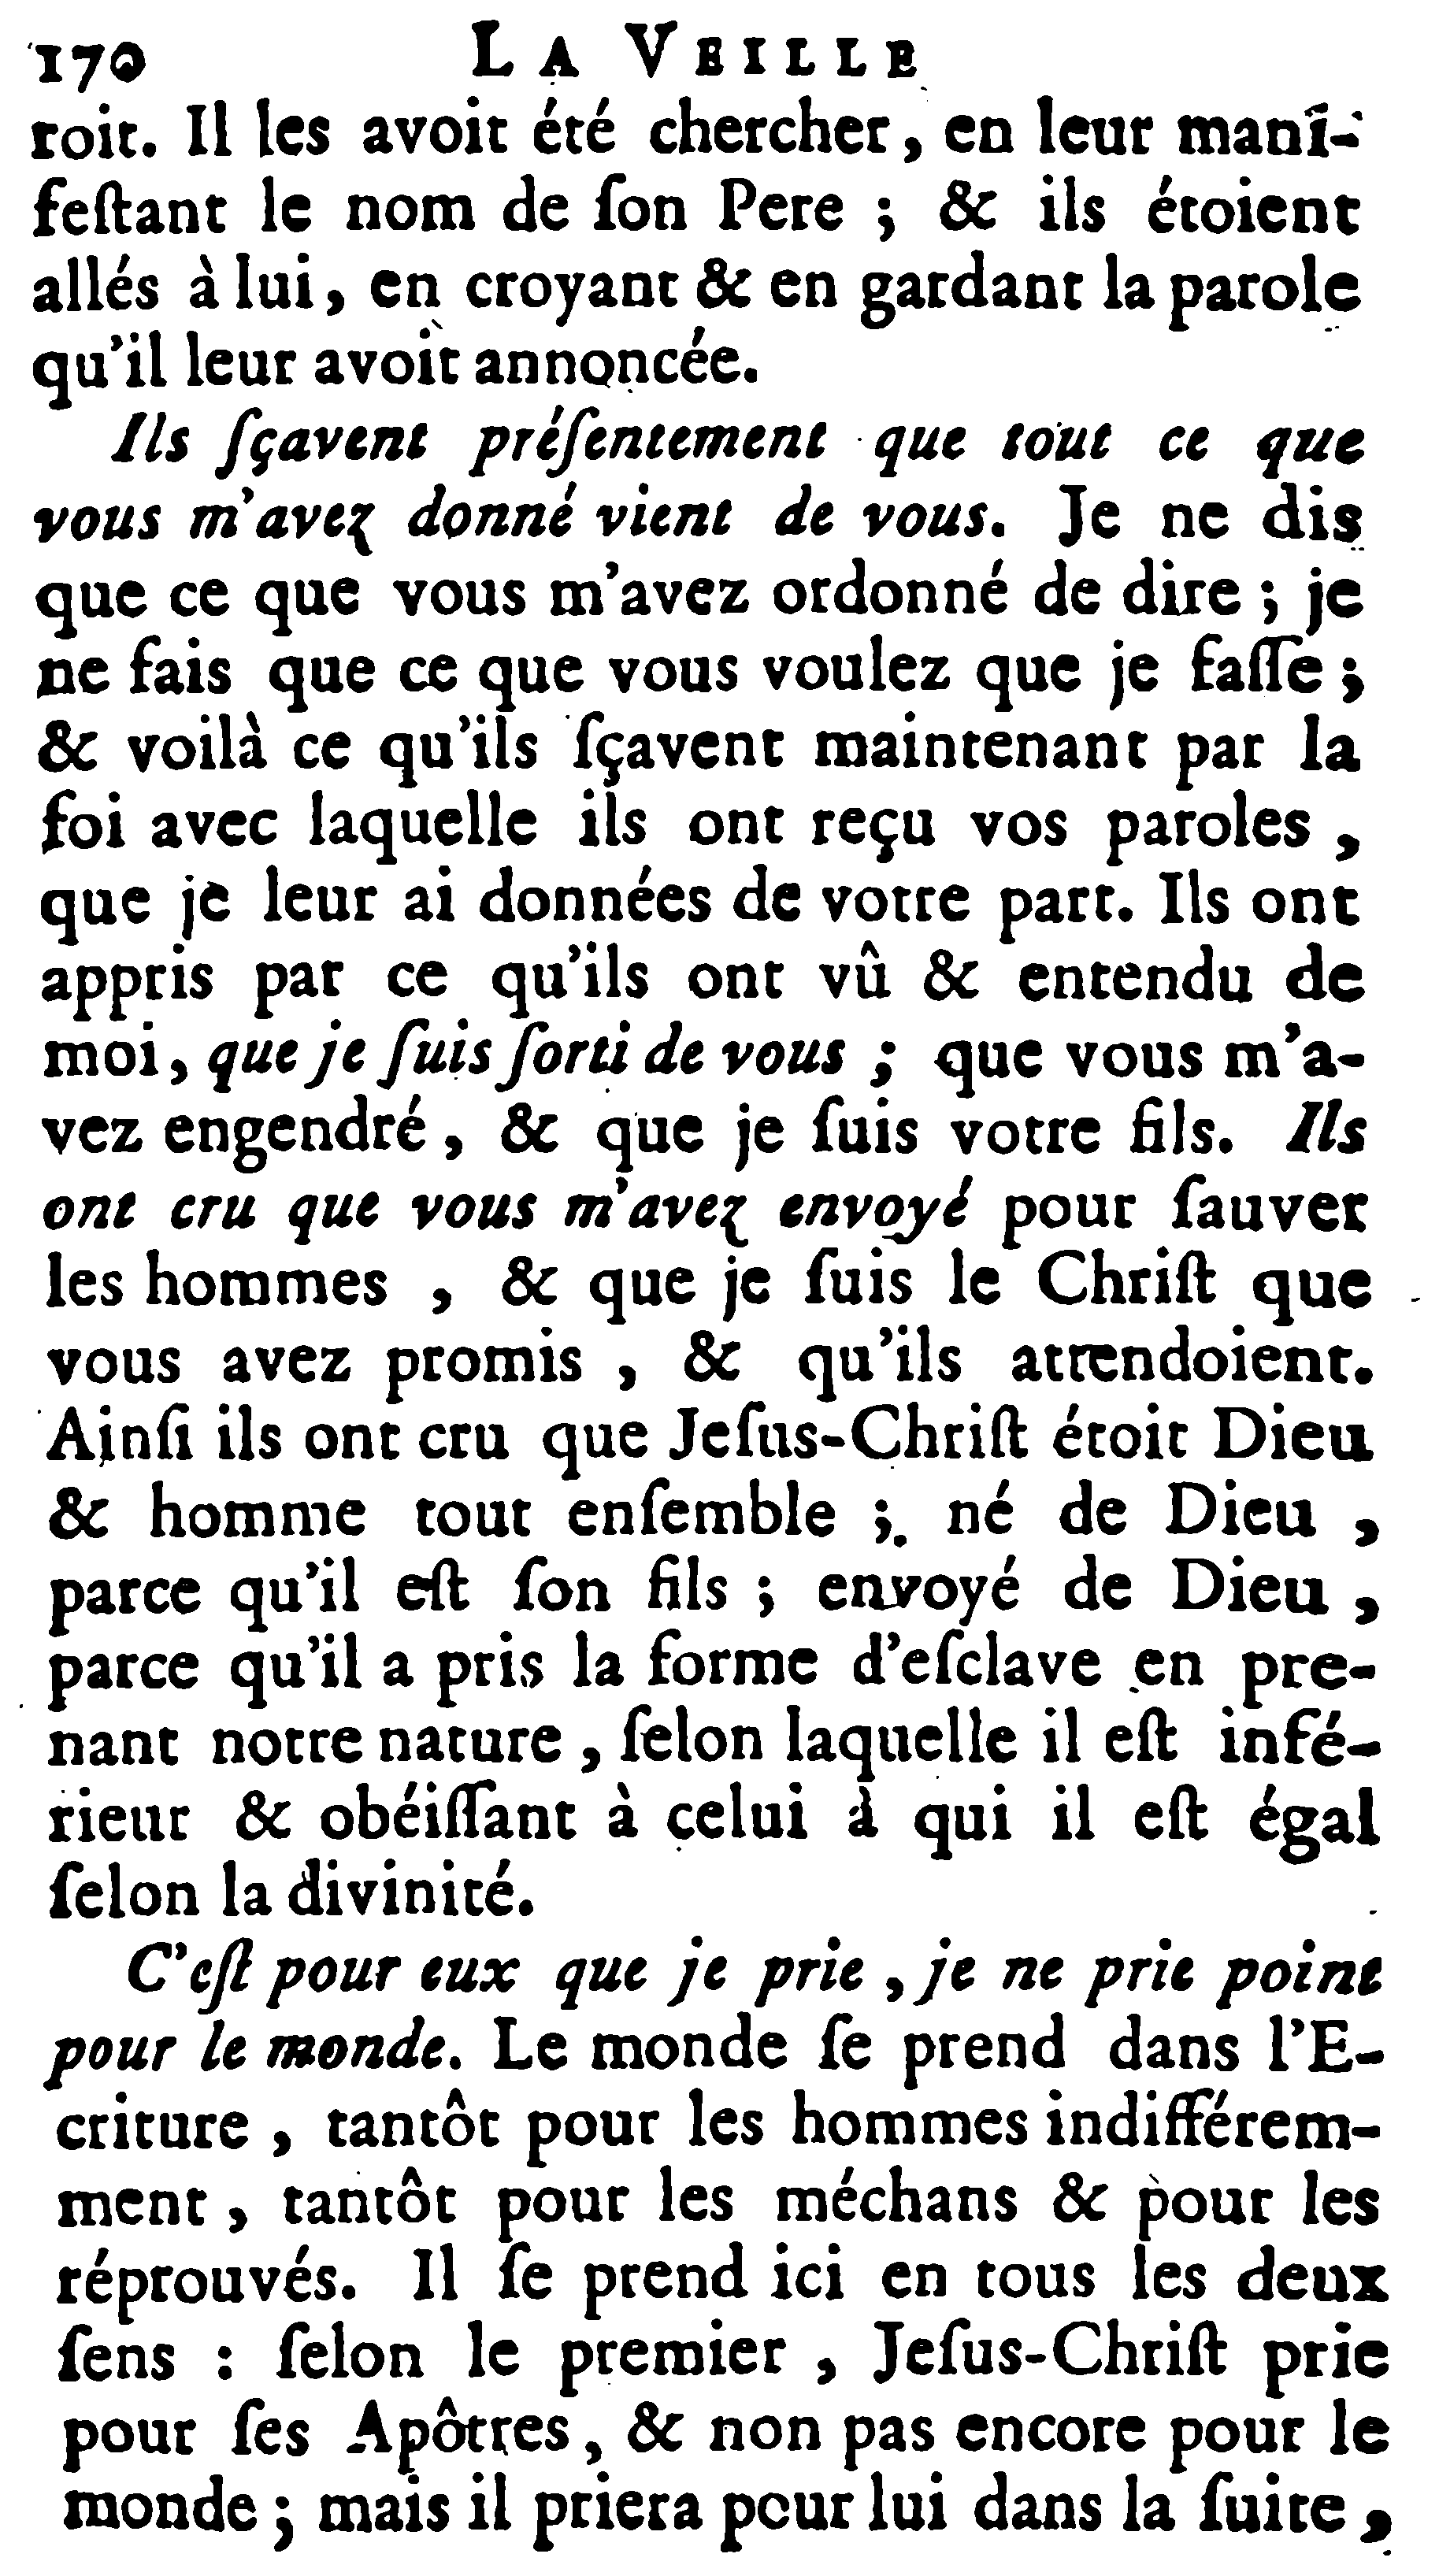 170 LA VEILLE
roit. Il les avoit été chercher, en leur mani-
feſtant le nom de ſon Pere ; & ils étoient
allés à lui, en croyant & en gardant la parole
qu'il leur avoit annoncée.
Ils ſçavent préſentement que tout ce que
vous m'avez donné vient de vous. Je ne dis
que ce que vous m'avez ordonné de dire ; je
ne fais que ce que vous voulez que je faſſe ;
& voilà ce qu'ils ſçavent maintenant par la
foi avec laquelle ils ont reçu vos paroles ,
que je leur ai données de votre part. Ils ont
appris par ce qu'ils ont vû & entendu de
moi, que je ſuis ſorti de vous ; que vous m'a-
vez engendré, & que je ſuis votre fils. Ils
ont cru que vous m'avez envoyé pour ſauver
les hommes , & que je ſuis le Chriſt que
vous avez promis , & qu'ils attendoient.
Ainſi ils ont cru que Jeſus-Chriſt étoit Dieu
& homme tout enſemble ; né de Dieu ,
parce qu'il eſt ſon fils ; envoyé de Dieu ,
parce qu'il a pris la forme d'eſclave en pre-
nant notre nature , ſelon laquelle il eſt infé-
rieur & obéiſſant à celui à qui il eſt égal
ſelon la divinité.
C'eſt pour eux que je prie , je ne prie point
pour le monde. Le monde ſe prend dans l'E-
criture , tantôt pour les hommes indifférem-
ment , tantôt pour les méchans & pour les
réprouvés. Il ſe prend ici en tous les deux
ſens : ſelon le premier , Jeſus-Chriſt prie
pour ſes Apôtres, & non pas encore pour le
monde ; mais il priera pour lui dans la ſuite ,